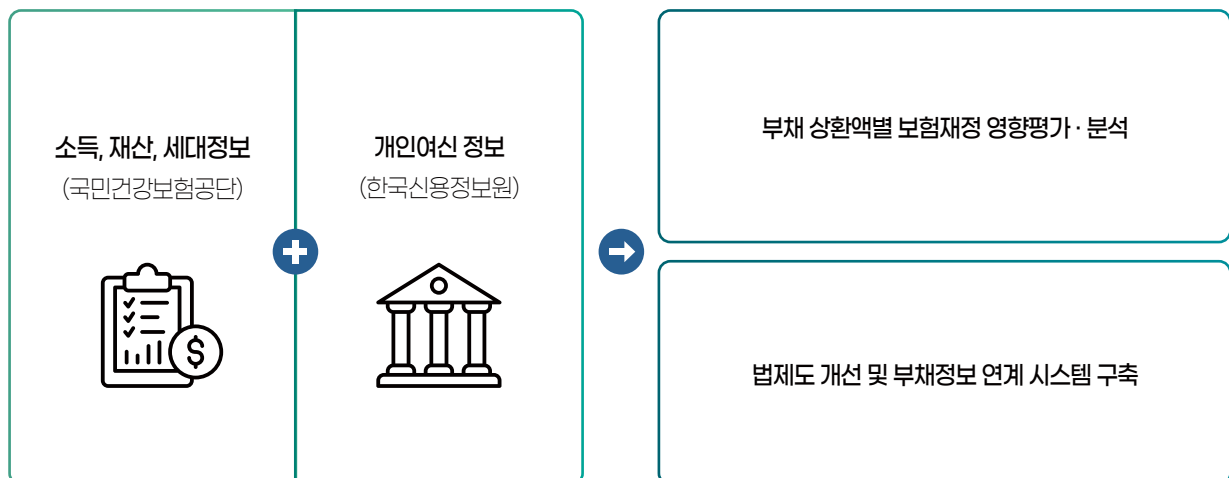 소득, 재산, 세대정보
(국민건강보험공단)
개인여신 정보
(한국신용정보원)
부채 상환액별 보험재정 영향평가 · 분석
법제도 개선 및 부채정보 연계 시스템 구축